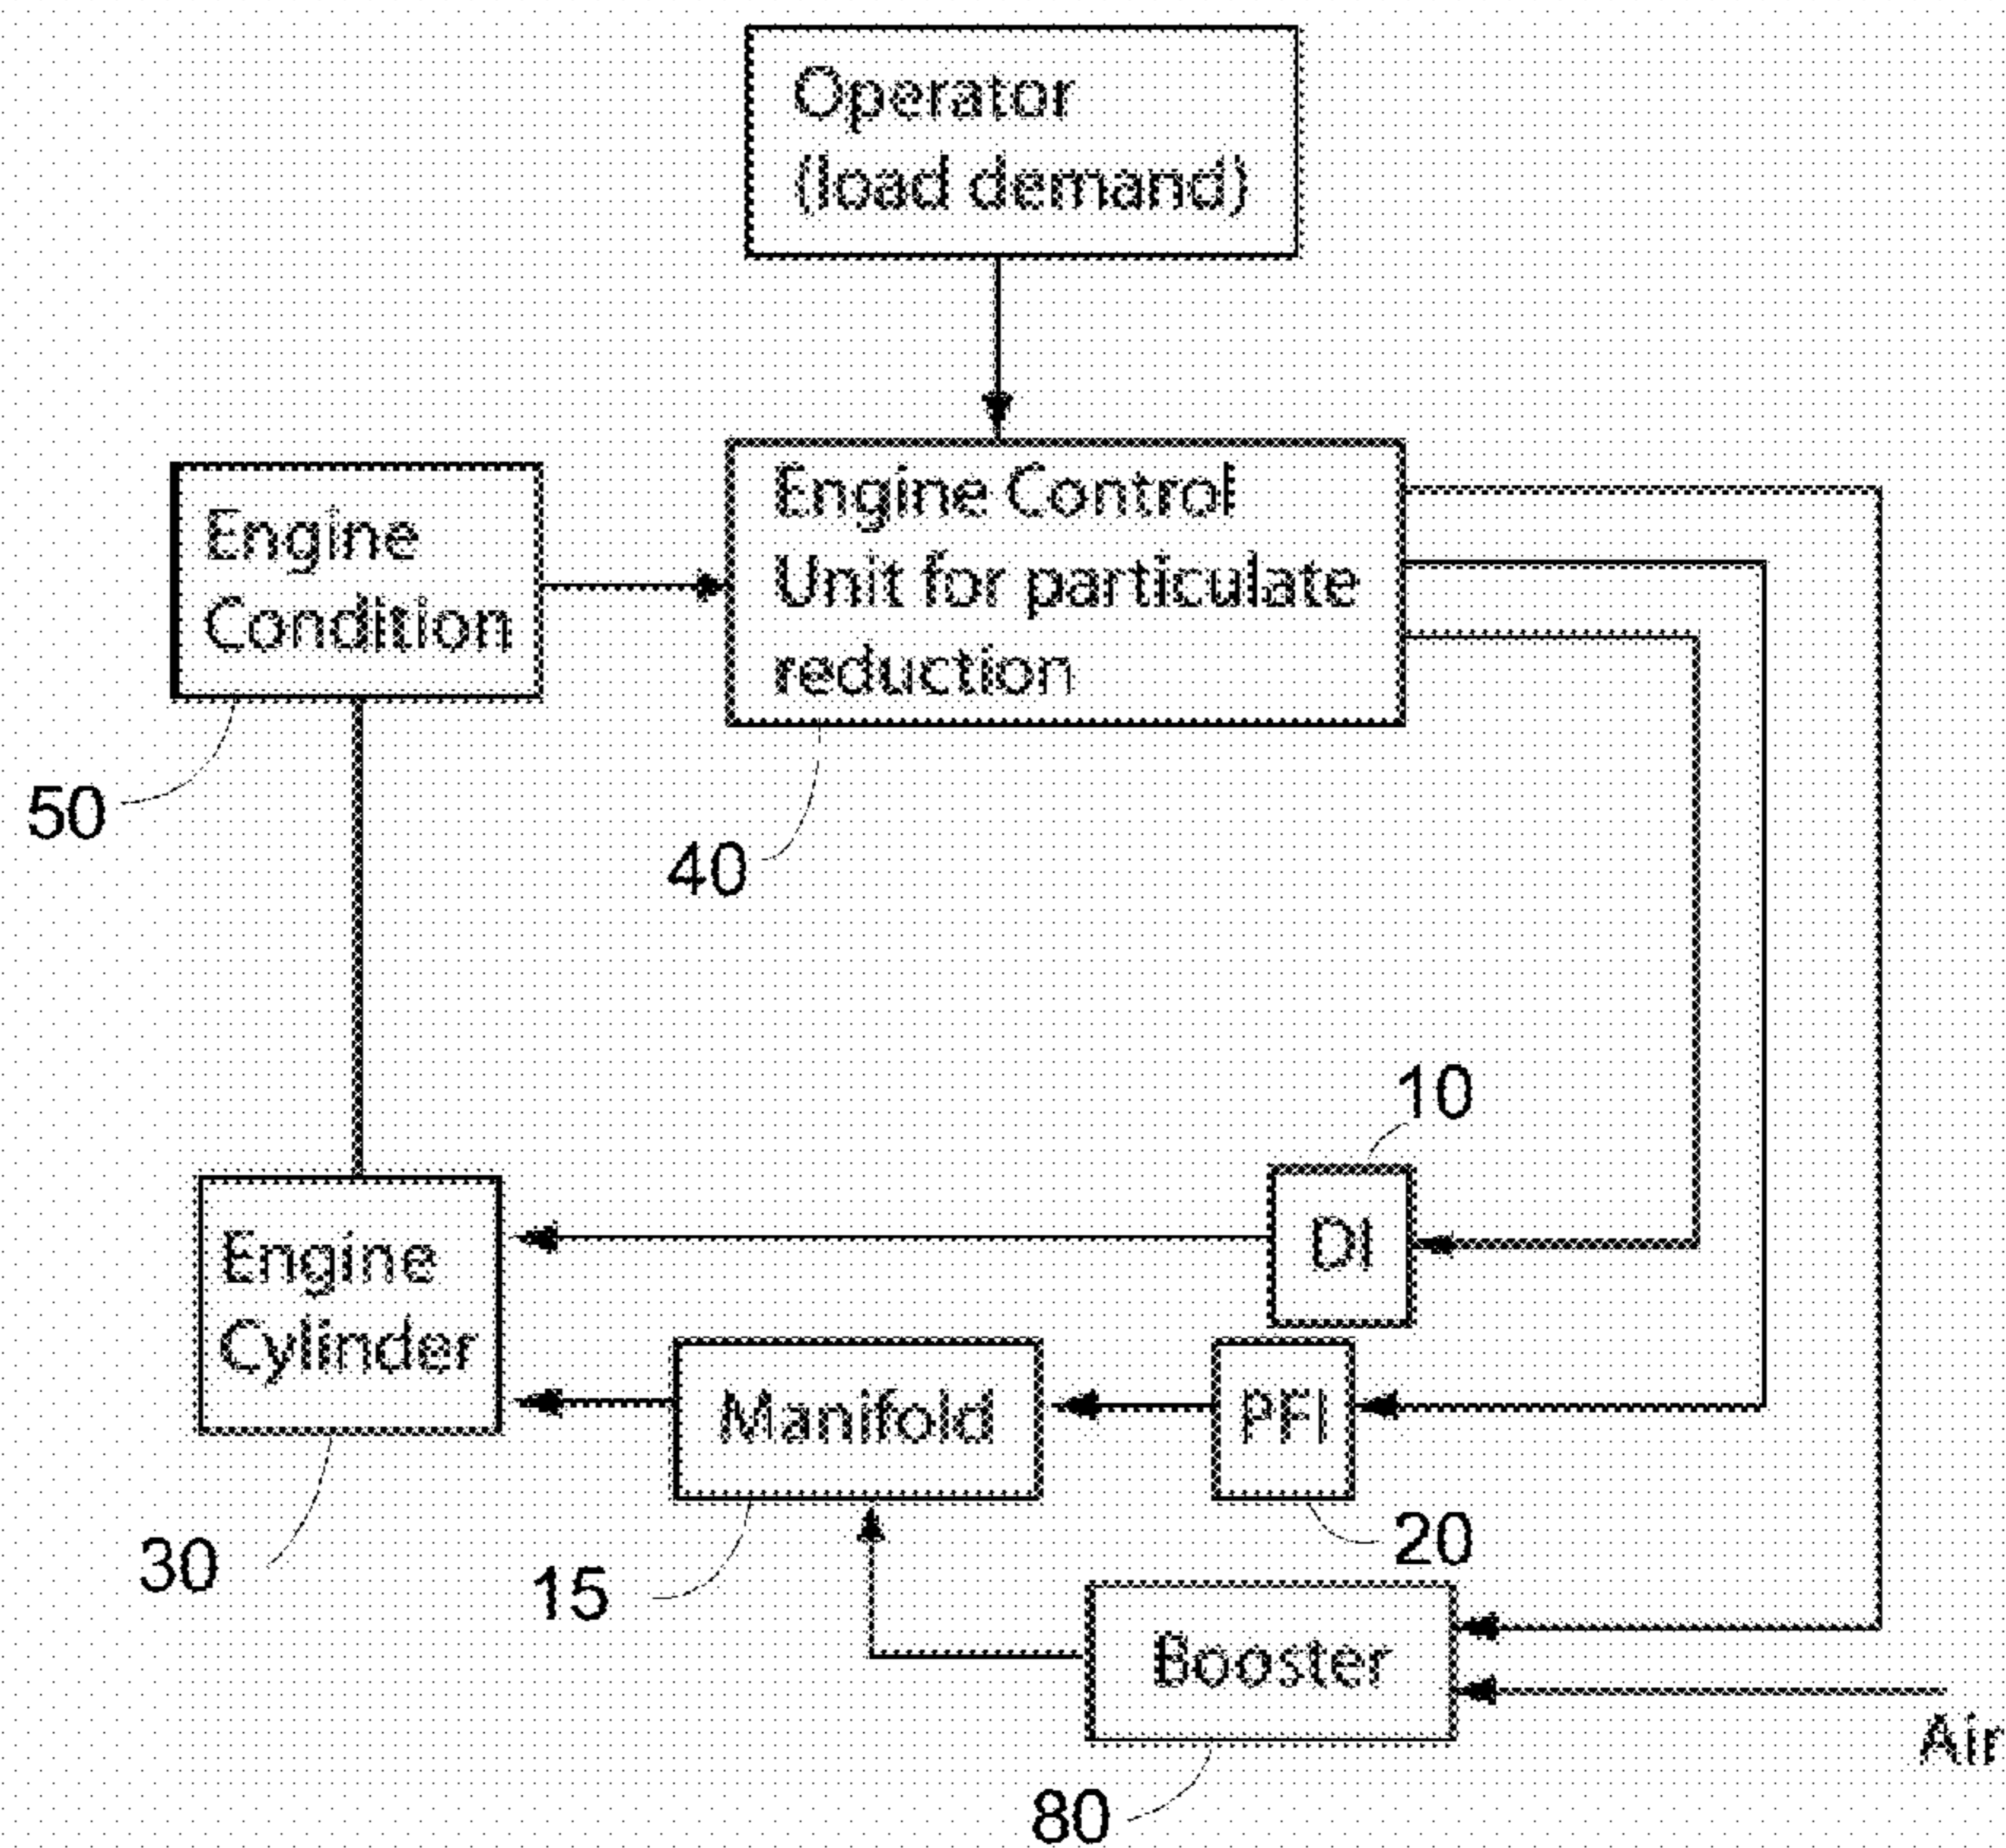 Operator
(load demand)
Engine Control
Unit for particulate
reduction
Engine
Condition
50
40
10
DI
Engine
Cylinder
Manifold
PFI
20
30
15
Booster
Air
80